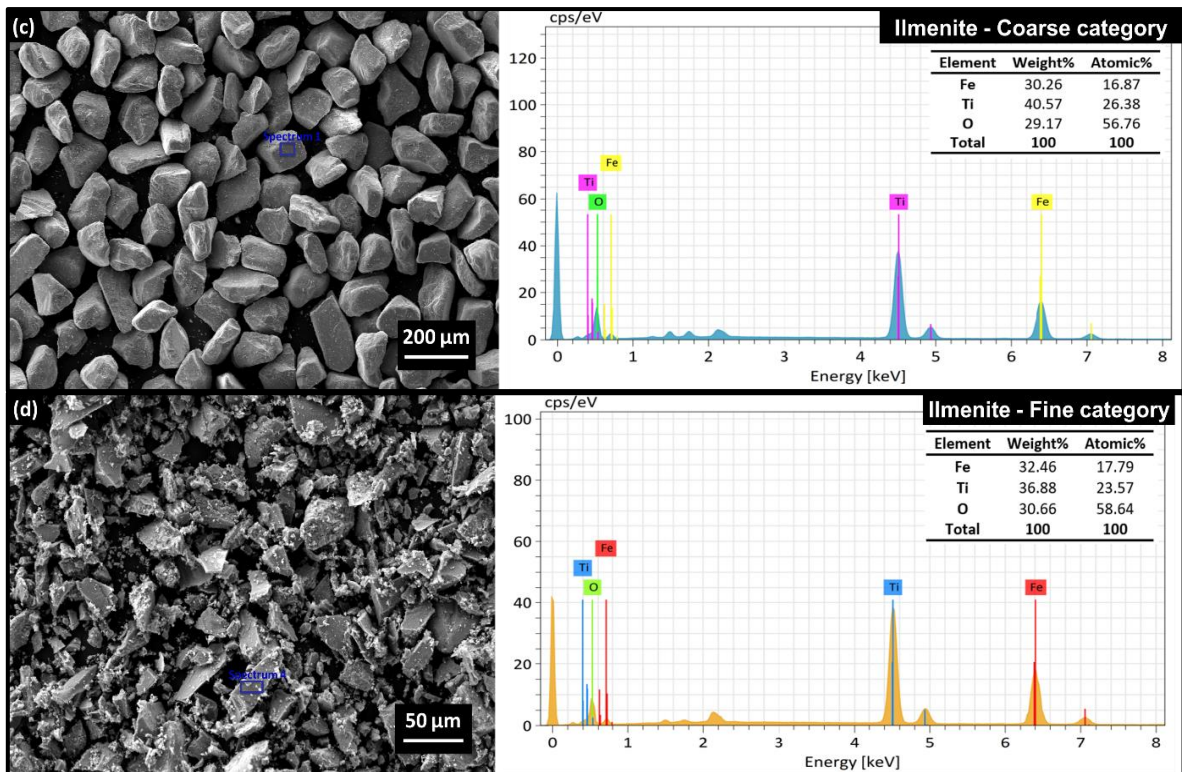 (c)
Spectrum 3
200 µm
cps/eV
Ilmenite - Coarse category
Element Weight% Atomic%
Fe 30.26 16.87
Ti 40.57 26.38
O 29.17 56.76
Total 100 100
120
100
80
60
40
20
0
Fe
Ti
O
Ti
Fe
0 1 2 3 4 5 6 7 8
Energy [keV]
(d)
Spectrum 4
50 µm
cps/eV
Ilmenite - Fine category
Element Weight% Atomic%
Fe 32.46 17.79
Ti 36.88 23.57
O 30.66 58.64
Total 100 100
100
80
60
40
20
0
Fe
Ti
O
Ti
Fe
0 1 2 3 4 5 6 7 8
Energy [keV]